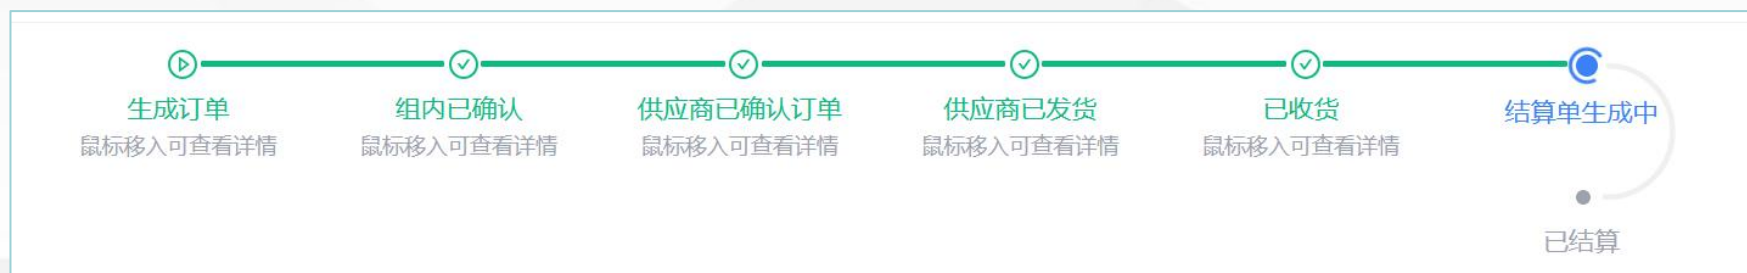 生成订单 组内已确认 供应商已确认订单 供应商已发货 已收货 结算单生成中
鼠标移入可查看详情 鼠标移入可查看详情 鼠标移入可查看详情 鼠标移入可查看详情 鼠标移入可查看详情
已结算